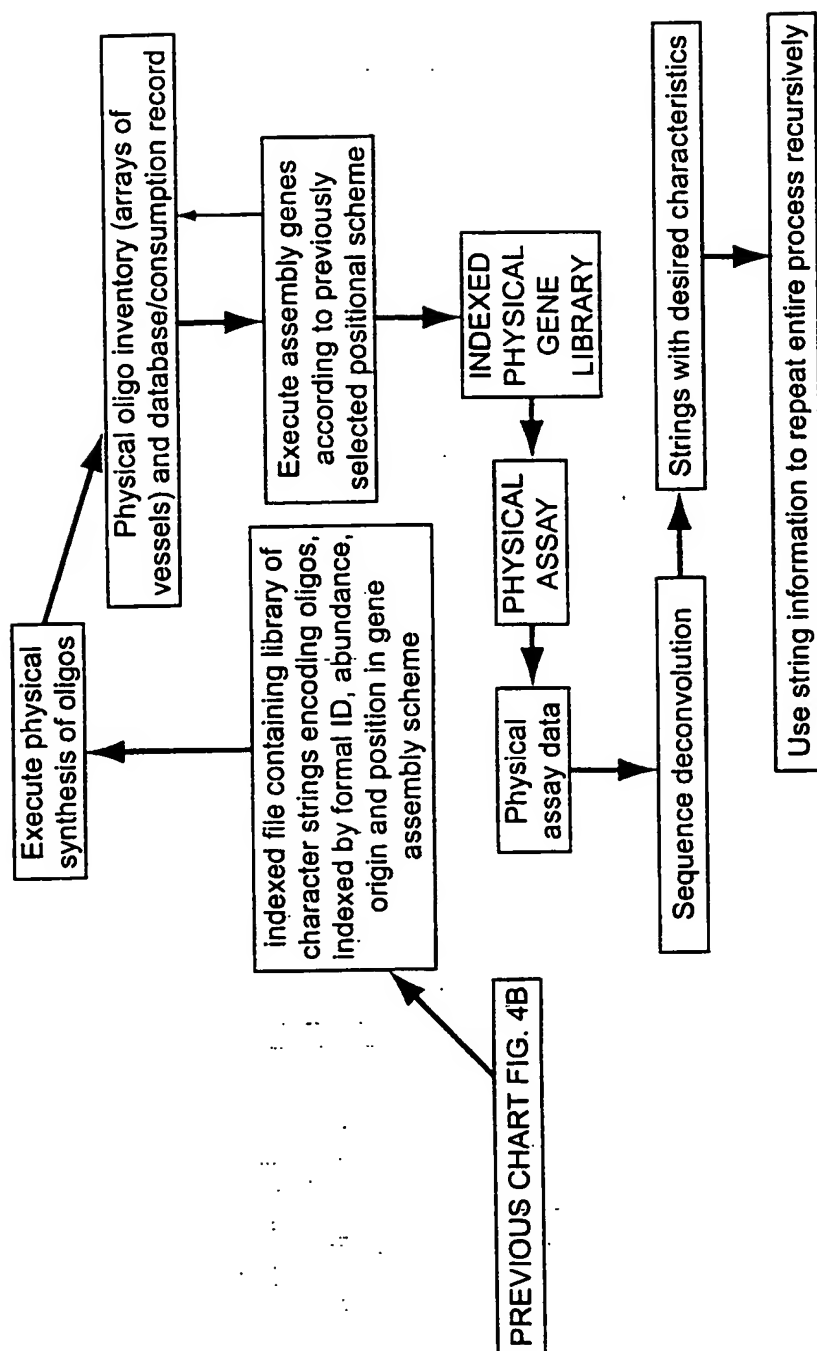 PREVIOUS CHART FIG. 4B
indexed file containing library of
character strings encoding oligos,
indexed by formal ID, abundance,
origin and position in gene
assembly scheme
Execute physical
synthesis of oligos
Physical oligo inventory (arrays of
vessels) and database/consumption record
Execute assembly genes
according to previously
selected positional scheme
INDEXED
PHYSICAL
GENE
LIBRARY
PHYSICAL
ASSAY
Physical
assay data
Sequence deconvolution
Strings with desired characteristics
Use string information to repeat entire process recursively